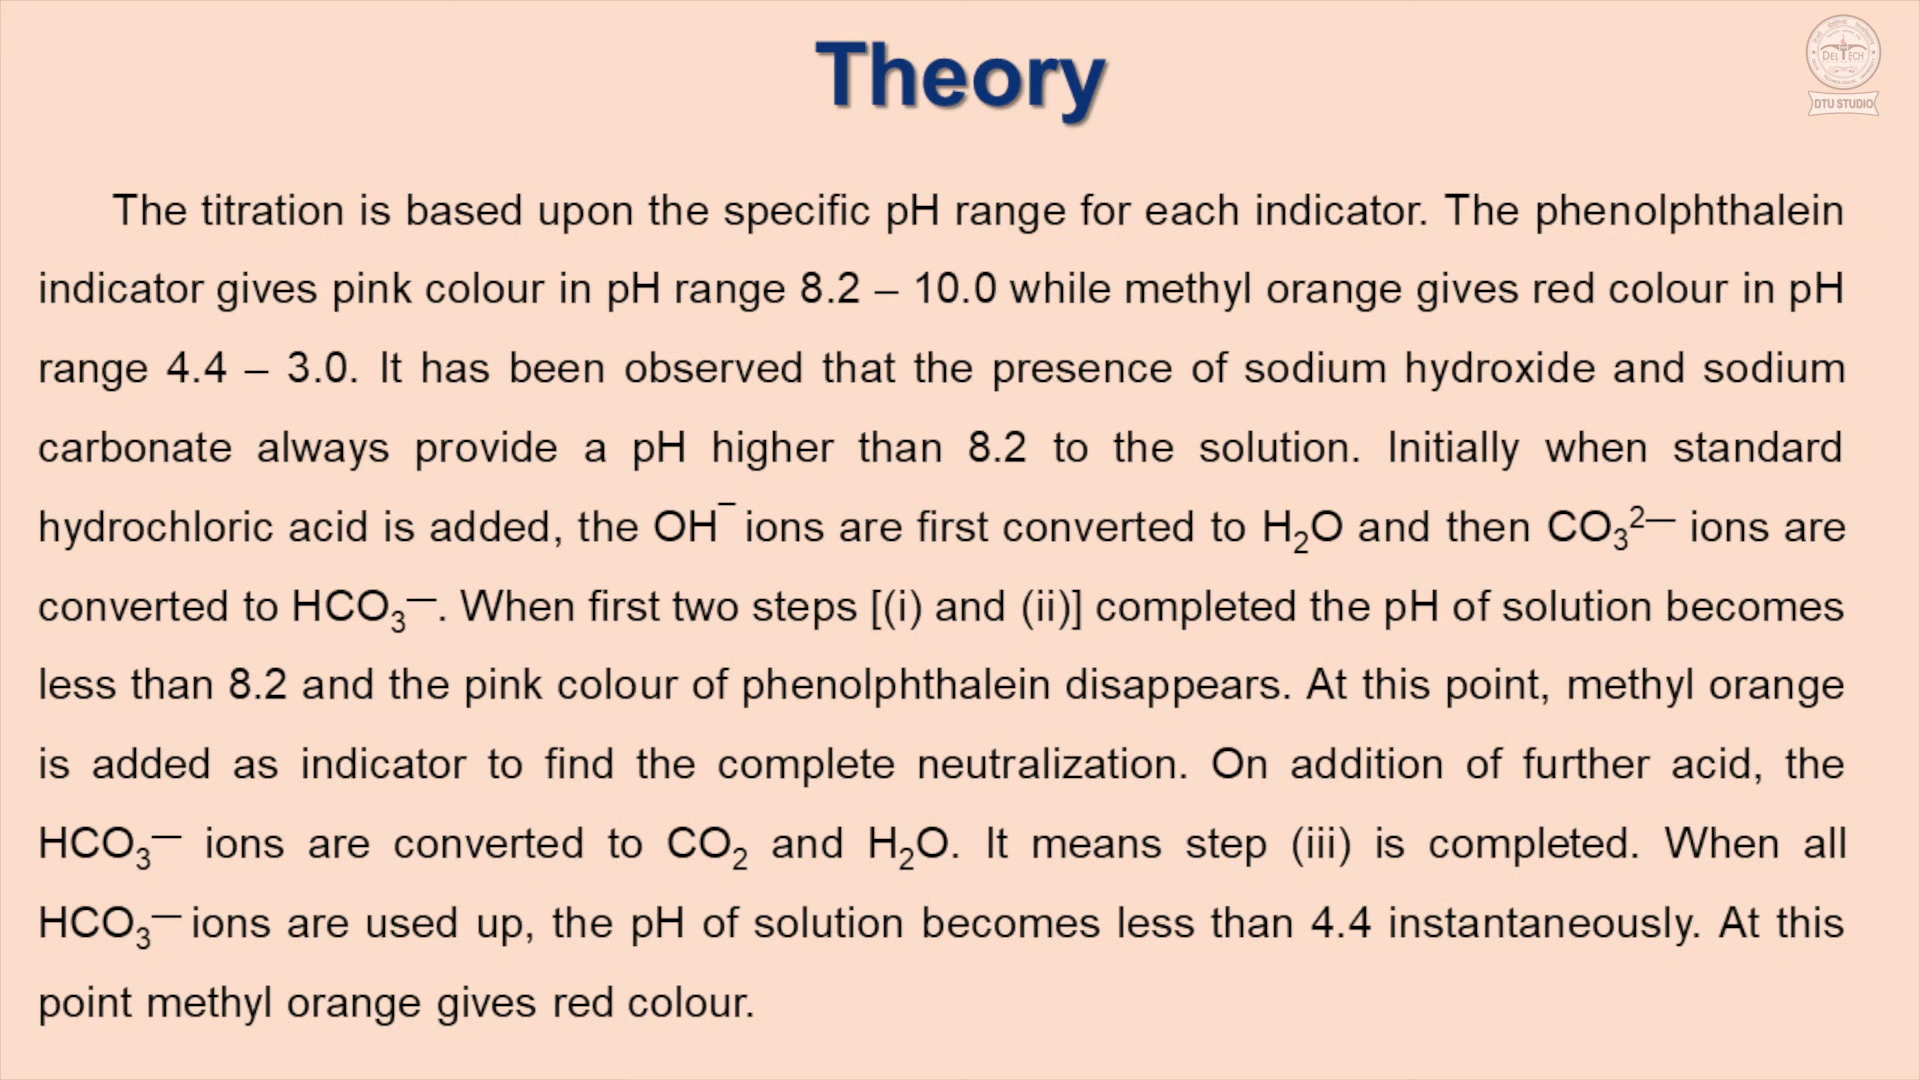 Theory
DELTECH
DTU STUDIO
The titration is based upon the specific pH range for each indicator. The phenolphthalein
indicator gives pink colour in pH range 8.2 – 10.0 while methyl orange gives red colour in pH
range 4.4 – 3.0. It has been observed that the presence of sodium hydroxide and sodium
carbonate always provide a pH higher than 8.2 to the solution. Initially when standard
hydrochloric acid is added, the OH⁻ ions are first converted to H₂O and then CO₃²⁻ ions are
converted to HCO₃⁻. When first two steps [(i) and (ii)] completed the pH of solution becomes
less than 8.2 and the pink colour of phenolphthalein disappears. At this point, methyl orange
is added as indicator to find the complete neutralization. On addition of further acid, the
HCO₃⁻ ions are converted to CO₂ and H₂O. It means step (iii) is completed. When all
HCO₃⁻ ions are used up, the pH of solution becomes less than 4.4 instantaneously. At this
point methyl orange gives red colour.